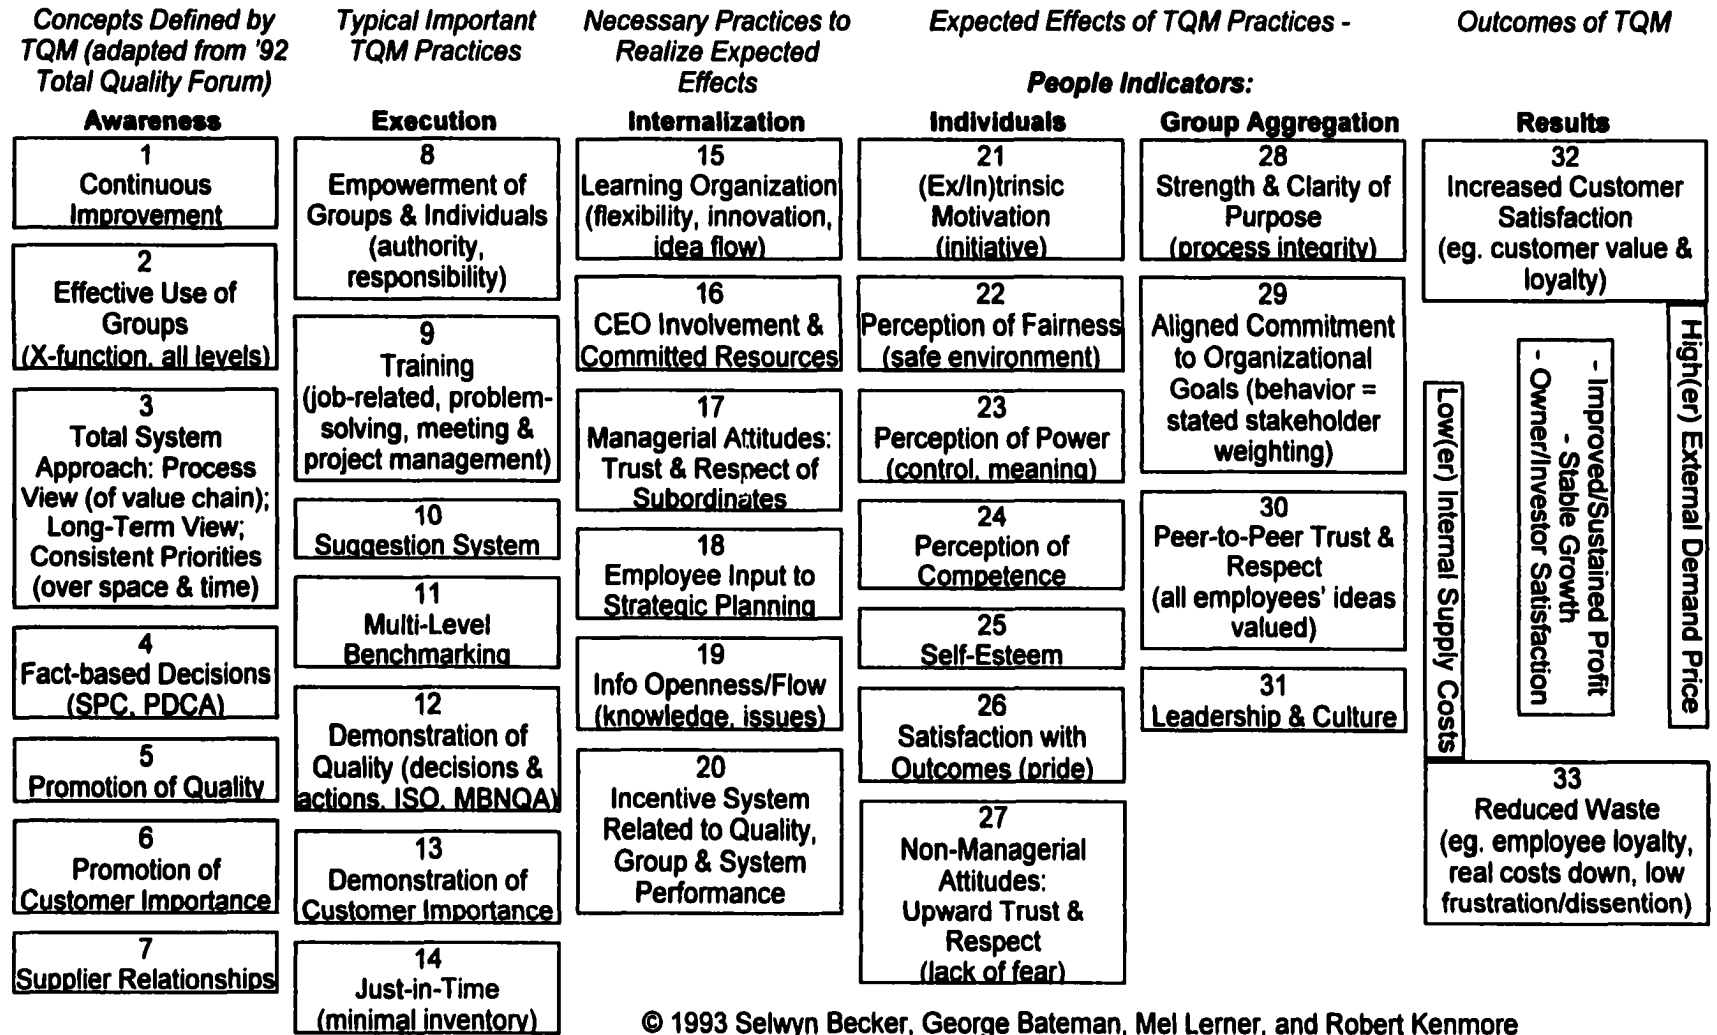 Concepts Defined by
TQM (adapted from '92
Total Quality Forum)
Awareness
1
Continuous
Improvement
2
Effective Use of
Groups
(X-function, all levels)
3
Total System
Approach: Process
View (of value chain);
Long-Term View;
Consistent Priorities
(over space & time)
4
Fact-based Decisions
(SPC, PDCA)
5
Promotion of Quality
6
Promotion of
Customer Importance
7
Supplier Relationships
Typical Important
TQM Practices
Execution
8
Empowerment of
Groups & Individuals
(authority,
responsibility)
9
Training
(job-related, problem-
solving, meeting &
project management)
10
Suggestion System
11
Multi-Level
Benchmarking
12
Demonstration of
Quality (decisions &
actions, ISO, MBNQA)
13
Demonstration of
Customer Importance
14
Just-in-Time
(minimal inventory)
Necessary Practices to
Realize Expected
Effects
Internalization
15
Learning Organization
(flexibility, innovation,
idea flow)
16
CEO Involvement &
Committed Resources
17
Managerial Attitudes:
Trust & Respect of
Subordinates
18
Employee Input to
Strategic Planning
19
Info Openness/Flow
(knowledge, issues)
20
Incentive System
Related to Quality,
Group & System
Performance
Expected Effects of TQM Practices -
People Indicators:
Individuals
21
(Ex/In)trinsic
Motivation
(initiative)
22
Perception of Fairness
(safe environment)
23
Perception of Power
(control, meaning)
24
Perception of
Competence
25
Self-Esteem
26
Satisfaction with
Outcomes (pride)
27
Non-Managerial
Attitudes:
Upward Trust &
Respect
(lack of fear)
Group Aggregation
28
Strength & Clarity of
Purpose
(process integrity)
29
Aligned Commitment
to Organizational
Goals (behavior =
stated stakeholder
weighting)
30
Peer-to-Peer Trust &
Respect
(all employees' ideas
valued)
31
Leadership & Culture
Outcomes of TQM
Results
32
Increased Customer
Satisfaction
(eg. customer value &
loyalty)
High(er) External Demand Price
- Improved/Sustained Profit
- Stable Growth
- Owner/Investor Satisfaction
Low(er) Internal Supply Costs
33
Reduced Waste
(eg. employee loyalty,
real costs down, low
frustration/dissention)
© 1993 Selwyn Becker, George Bateman, Mel Lerner, and Robert Kenmore